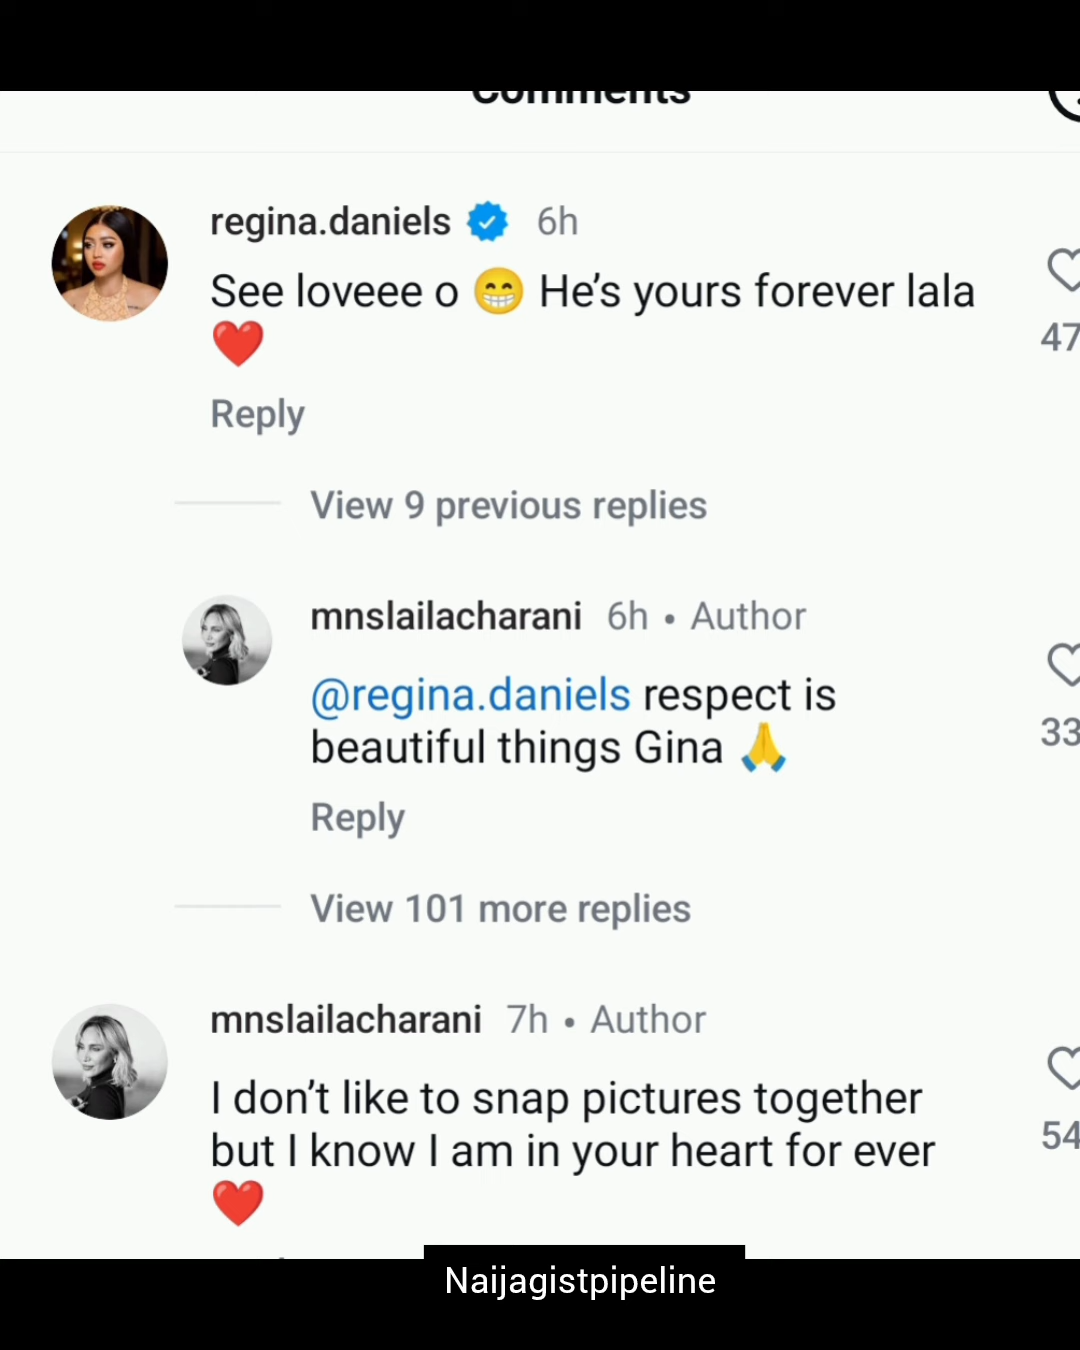 Comments
regina.daniels 6h
See loveee o 😁 He's yours forever lala
❤️
47
Reply
View 9 previous replies
mnslailacharani 6h • Author
@regina.daniels respect is
beautiful things Gina 🙏
33
Reply
View 101 more replies
mnslailacharani 7h • Author
I don't like to snap pictures together
but I know I am in your heart for ever
❤️
54
Naijagistpipeline